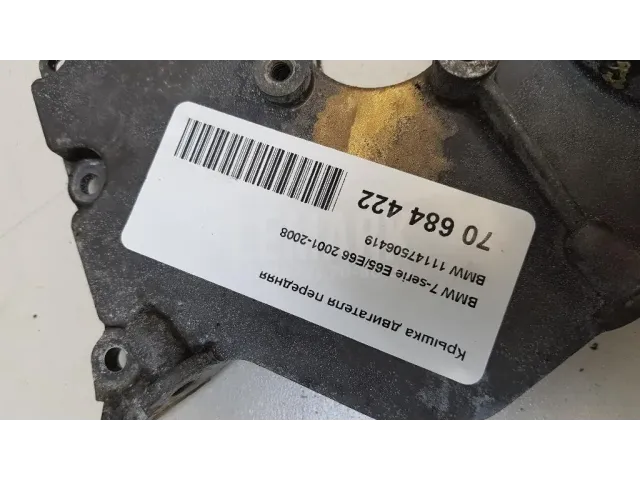 Крышка двигателя передняя
BMW 7-serie E65/E66 2001-2008
BMW 11147506419
70 684 422